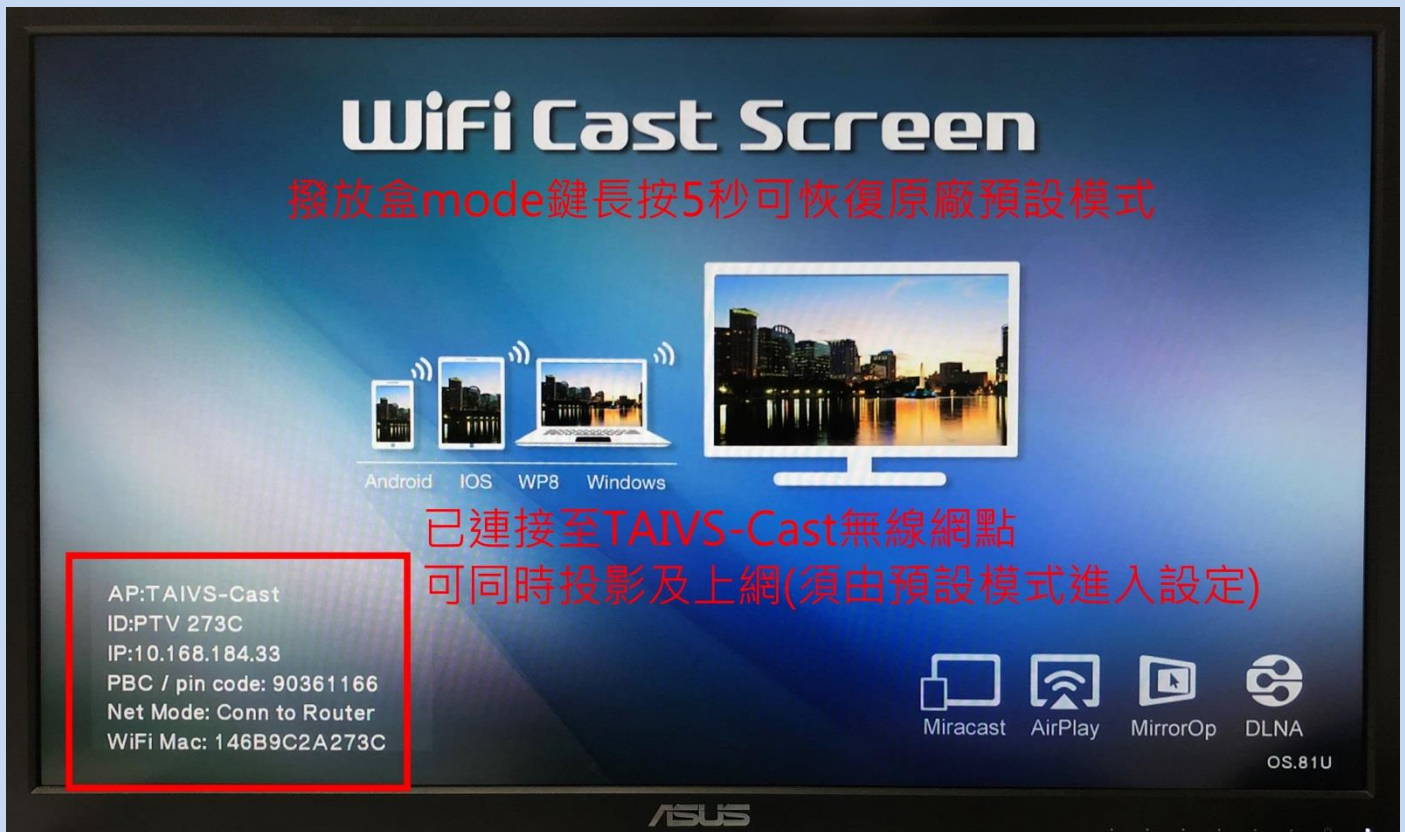 WiFi Cast Screen
撥放盒mode鍵長按5秒可恢復原廠預設模式
Android IOS WP8 Windows
已連接至TAIVS-Cast無線網點
可同時投影及上網(須由預設模式進入設定)
AP:TAIVS-Cast
ID:PTV 273C
IP:10.168.184.33
PBC / pin code: 90361166
Net Mode: Conn to Router
WiFi Mac: 146B9C2A273C
Miracast AirPlay MirrorOp DLNA
OS.81U
ASUS